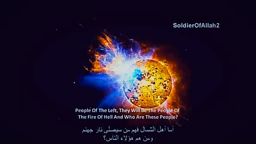 SoldierOfAllah2
People Of The Left, They Will Be The People Of
The Fire Of Hell And Who Are These People?
أما أهل الشمال فهم من سيصلى نار جهنم
ومن هم هؤلاء الناس؟